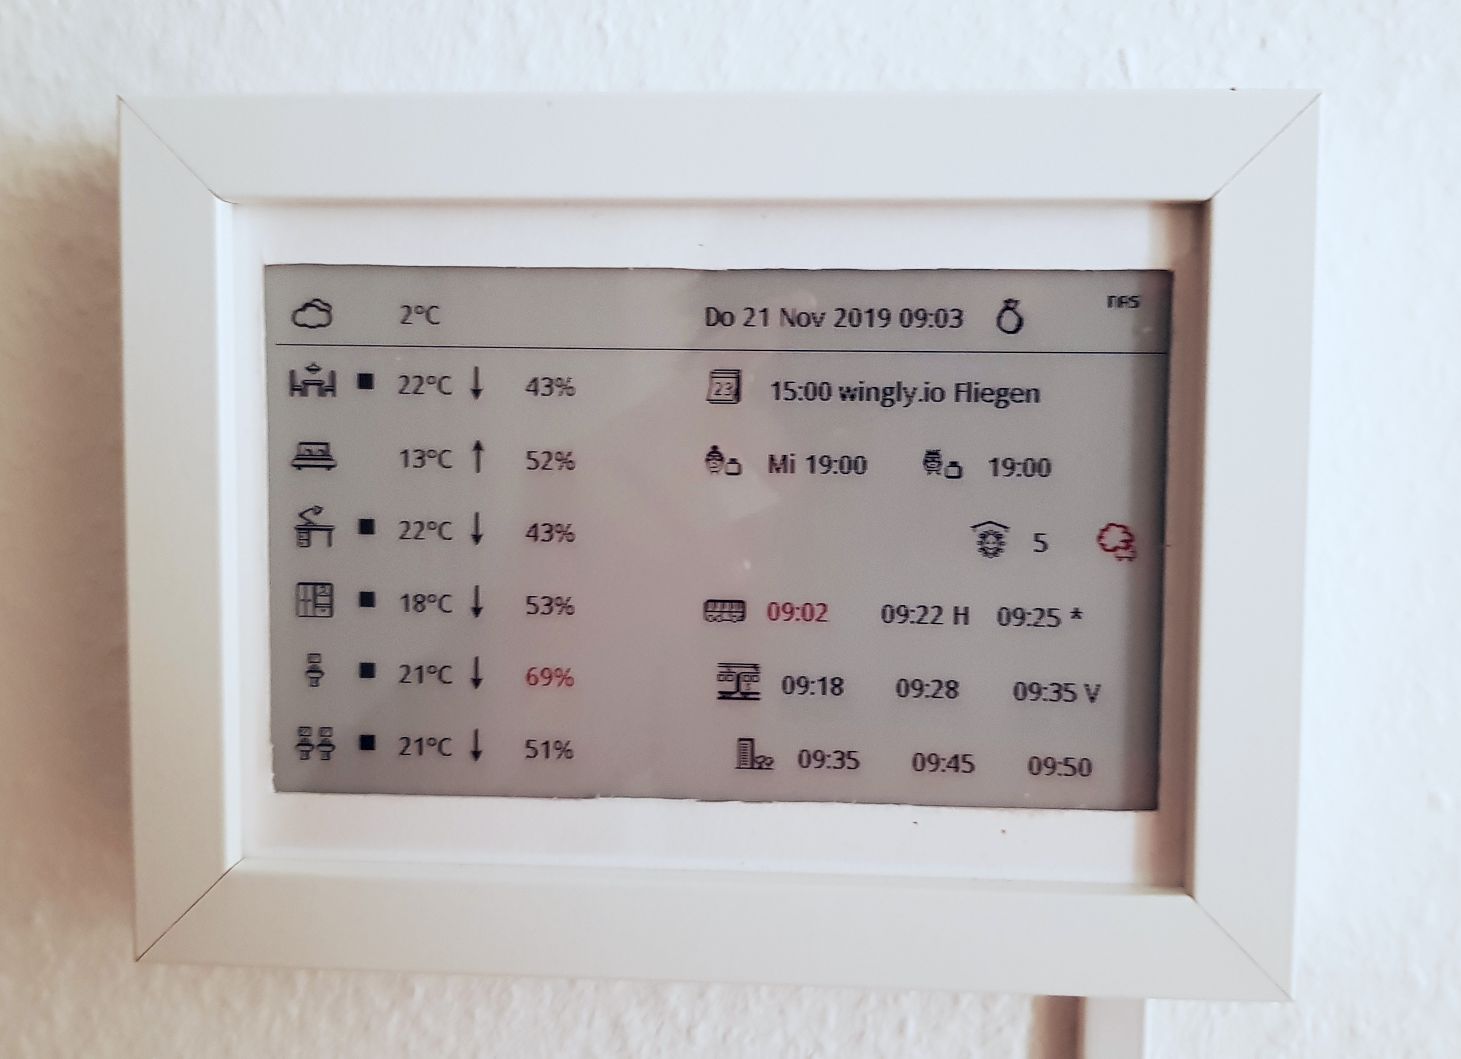 2°C Do 21 Nov 2019 09:03 nas
22°C ↓ 43% 23 15:00 wingly.io Fliegen
13°C ↑ 52% Mi 19:00 19:00
22°C ↓ 43% 5
18°C ↓ 53% 09:02 09:22 H 09:25 *
21°C ↓ 69% 09:18 09:28 09:35 V
21°C ↓ 51% 09:35 09:45 09:50